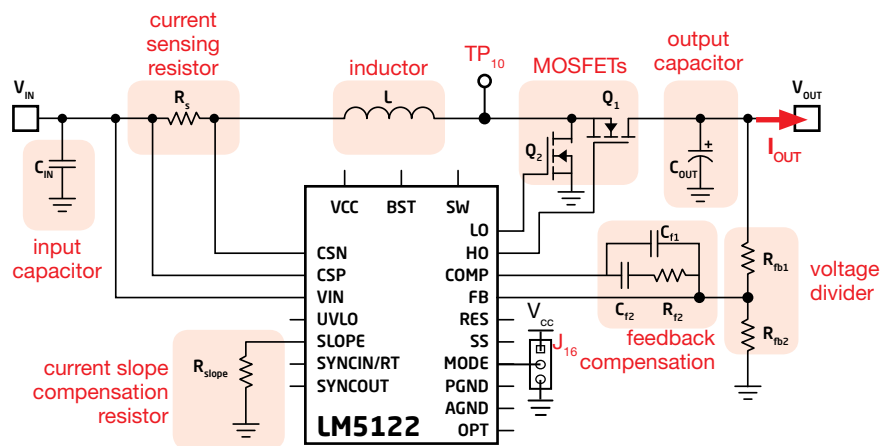 current
sensing
resistor
inductor
TP10
MOSFETs
output
capacitor
VIN
Rs
L
Q1
VOUT
Q2
IOUT
CIN
COUT
input
capacitor
VCC
BST
SW
LO
HO
CSN
COMP
CSP
FB
VIN
RES
UVLO
SS
SLOPE
MODE
SYNCIN/RT
PGND
SYNCOUT
AGND
OPT
LM5122
Cf1
Cf2
Rf2
feedback
compensation
Rfb1
Rfb2
voltage
divider
Vcc
J16
current slope
compensation
resistor
Rslope
+